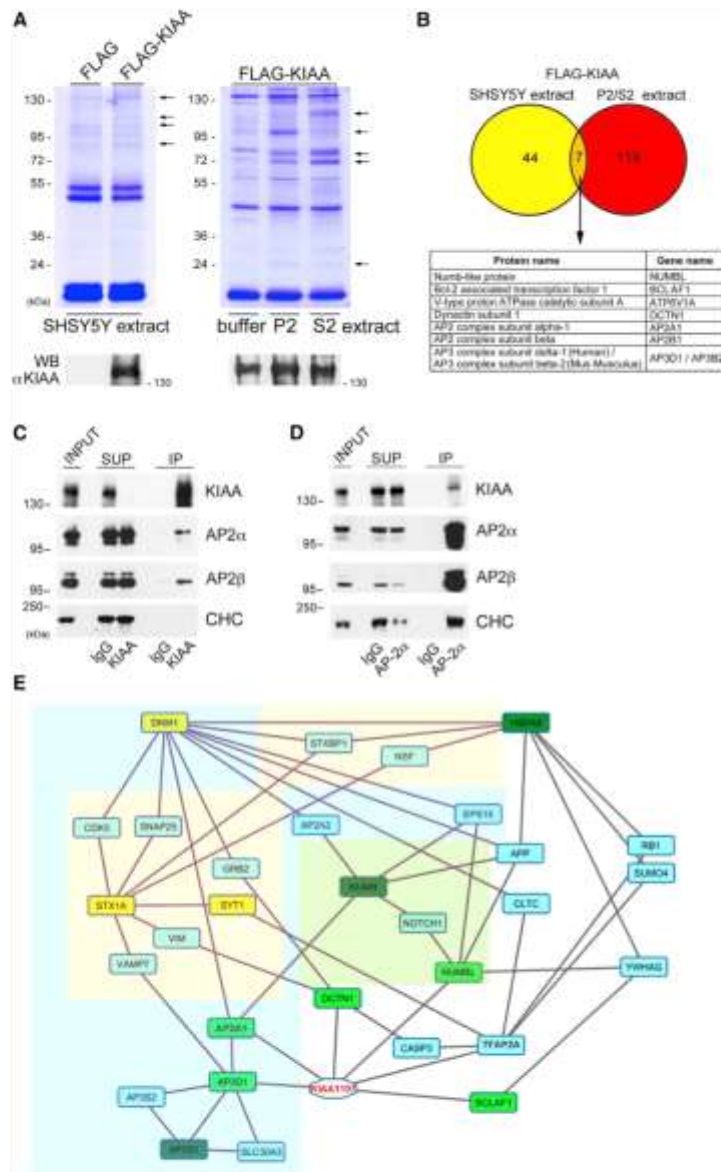 A
FLAG
FLAG-KIAA
FLAG-KIAA
130 -
95 -
72 -
55 -
36 -
24 -
(kDa)
130 -
95 -
72 -
55 -
36 -
24 -
SHSY5Y extract
buffer P2 S2 extract
WB
αKIAA
- 130
- 130
B
FLAG-KIAA
SHSY5Y extract
P2/S2 extract
44
7
Protein name Gene name
Numb-like protein NUMBL
Bcl-2 associated transcription factor 1 BCLAF1
V-type proton ATPase catalytic subunit A ATP6V1A
Dynactin subunit 1 DCTN1
AP2 complex subunit alpha-1 AP2A1
AP2 complex subunit beta AP2B1
AP3 complex subunit delta-1 (Human) /
AP3 complex subunit beta-2 (Mus Musculus)
AP3D1 / AP3B2
C
INPUT
SUP
IP
130-
KIAA
95-
AP2α
95-
AP2β
250-
(kDa)
CHC
IgG
KIAA
IgG
KIAA
D
INPUT
SUP
IP
130-
KIAA
95-
AP2α
95-
AP2β
250-
CHC
IgG
AP-2α
IgG
AP-2α
E
DNM1
STXBP1
NSF
CDK5
SNAP25
AP2A2
EPS15
RB1
GRB2
APP
SUMO4
STX1A
SYT1
CLTC
NOTCH1
VIM
VAMP7
NUMBL
YWHAG
DCTN1
AP2A1
CASP3
TFAP2A
AP3D1
AP3S2
BCLAF1
SLC30A3